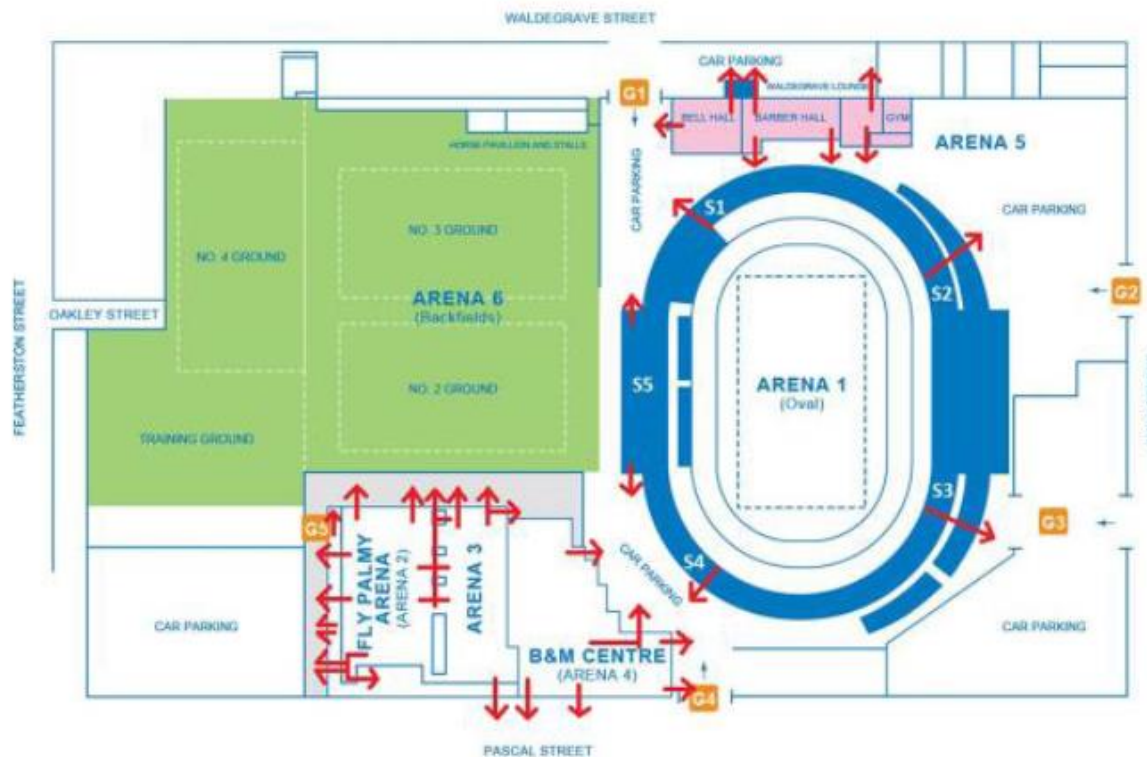 WALDEGRAVE STREET
CAR PARKING
WALDEGRAVE LOUNGE
G1
BELL HALL
BARBER HALL
GYM
ARENA 5
HORSE PAVILION AND STALLS
CAR PARKING
S1
CAR PARKING
NO. 3 GROUND
NO. 4 GROUND
ARENA 6
(Backfields)
S2
G2
OAKLEY STREET
FEATHERSTON STREET
NO. 2 GROUND
S5
ARENA 1
(Oval)
TRAINING GROUND
S3
G3
G5
FLY PALMY
ARENA
(ARENA 2)
ARENA 3
CAR PARKING
S4
CAR PARKING
CAR PARKING
B&M CENTRE
(ARENA 4)
G4
PASCAL STREET